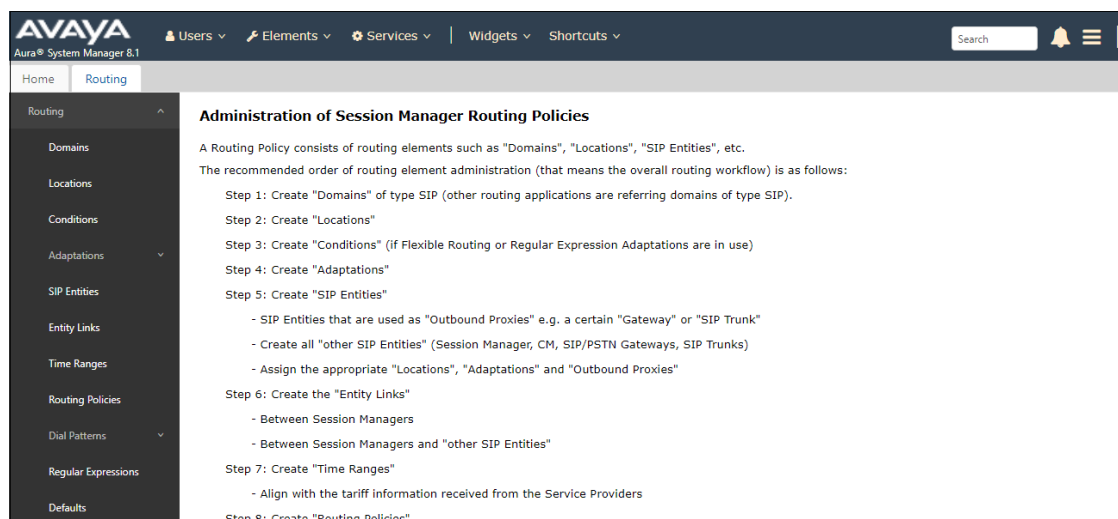 AVAYA
Aura® System Manager 8.1
Users
Elements
Services
Widgets
Shortcuts
Search
Home
Routing
Routing
Domains
Locations
Conditions
Adaptations
SIP Entities
Entity Links
Time Ranges
Routing Policies
Dial Patterns
Regular Expressions
Defaults
Administration of Session Manager Routing Policies
A Routing Policy consists of routing elements such as "Domains", "Locations", "SIP Entities", etc.
The recommended order of routing element administration (that means the overall routing workflow) is as follows:
Step 1: Create "Domains" of type SIP (other routing applications are referring domains of type SIP).
Step 2: Create "Locations"
Step 3: Create "Conditions" (if Flexible Routing or Regular Expression Adaptations are in use)
Step 4: Create "Adaptations"
Step 5: Create "SIP Entities"
- SIP Entities that are used as "Outbound Proxies" e.g. a certain "Gateway" or "SIP Trunk"
- Create all "other SIP Entities" (Session Manager, CM, SIP/PSTN Gateways, SIP Trunks)
- Assign the appropriate "Locations", "Adaptations" and "Outbound Proxies"
Step 6: Create the "Entity Links"
- Between Session Managers
- Between Session Managers and "other SIP Entities"
Step 7: Create "Time Ranges"
- Align with the tariff information received from the Service Providers
Step 8: Create "Routing Policies"